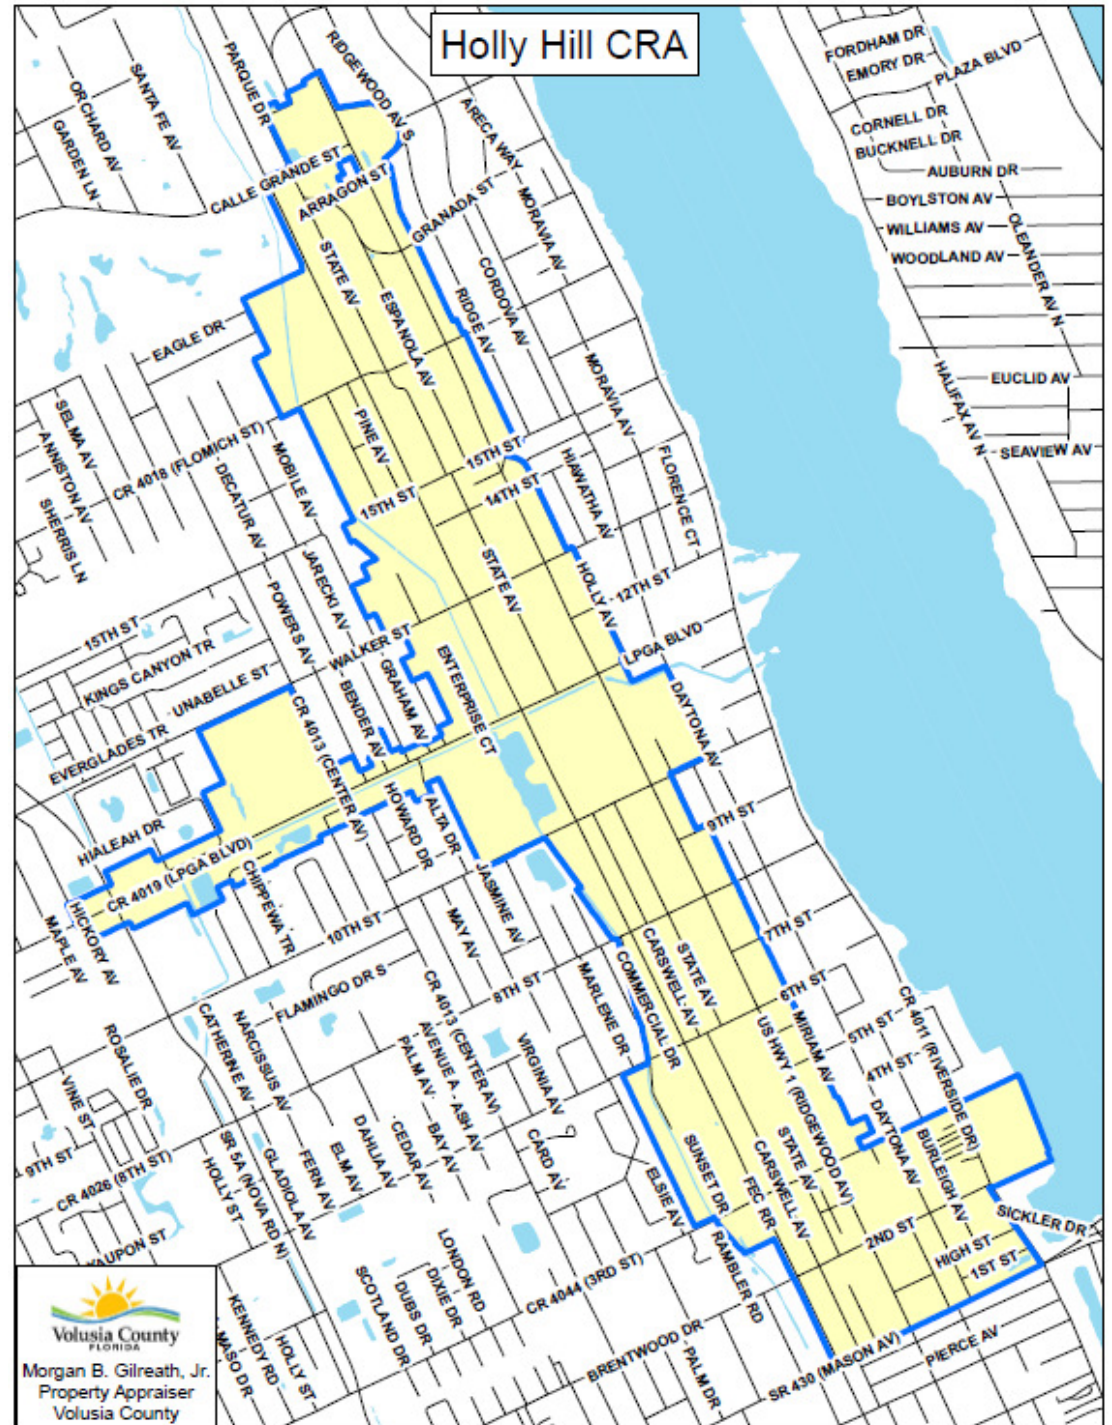 Holly Hill CRA
FORDHAM DR
EMORY DR
PLAZA BLVD
CORNELL DR
BUCKNELL DR
AUBURN DR
BOYLSTON AV
WILLIAMS AV
WOODLAND AV
OLEANDER AV N
HALIFAX AV N
EUCLID AV
SEAVIEW AV
PARQUE DR
RIDGEWOOD AV S
SANTA FE AV
ORCHARD AV
GARDEN LN
ARECA WAY
CALLE GRANDE ST
ARRAGON ST
GRANADA ST
MORAVIA AV
STATE AV
ESPANOLA AV
RIDGE AV
CORDOVA AV
EAGLE DR
MORAVIA AV
SELMA AV
ANNISTON AV
SHERRIS LN
CR 4018 (FLOMICH ST)
PINE AV
MOBILE AV
DECATUR AV
15TH ST
15TH ST
14TH ST
HIAWATHA AV
FLORENCE CT
JARECKI AV
POWERS AV
STATE AV
HOLLY AV
12TH ST
LPGA BLVD
15TH ST
KINGS CANYON TR
UNABELLE ST
EVERGLADES TR
WALKER ST
GRAHAM AV
BENDER AV
ENTERPRISE CT
CR 4013 (CENTER AV)
DAYTONA AV
HIALEAH DR
CR 4019 (LPGA BLVD)
HOWARD DR
ALTA DR
9TH ST
HICKORY AV
MAPLE AV
CHIPPEWA TR
10TH ST
MAY AV
JASMINE AV
7TH ST
FLAMINGO DR S
8TH ST
MARLENE DR
COMMERCIAL DR
CARSWELL AV
STATE AV
6TH ST
5TH ST
4TH ST
CR 4011 (RIVERSIDE DR)
MIRIAM AV
US HWY 1 (RIDGEWOOD AV)
ROSALIE DR
CATHERINE AV
NARCISSUS AV
CR 4013 (CENTER AV)
AVENUE A - ASH AV
PALM AV
BAY AV
VIRGINIA AV
VINE ST
9TH ST
CR 4026 (8TH ST)
HOLLY ST
SR 5A (NOVA RD N)
GLADIOLA AV
FERN AV
ELM AV
DAHLIA AV
CEDAR AV
CARD AV
ELSIE AV
SUNSET DR
FEC RR
CARSWELL AV
STATE AV
DAYTONA AV
BURLEIGH AV
SICKLER DR
2ND ST
HIGH ST
1ST ST
YAUPON ST
LONDON RD
DIXIE DR
DUBS DR
SCOTLAND DR
CR 4044 (3RD ST)
RAMBLER RD
BRENTWOOD DR
PALM DR
SR 430 (MASON AV)
PIERCE AV
KENNEDY RD
HOLLY ST
MASO DR
Volusia County
FLORIDA
Morgan B. Gilreath, Jr.
Property Appraiser
Volusia County